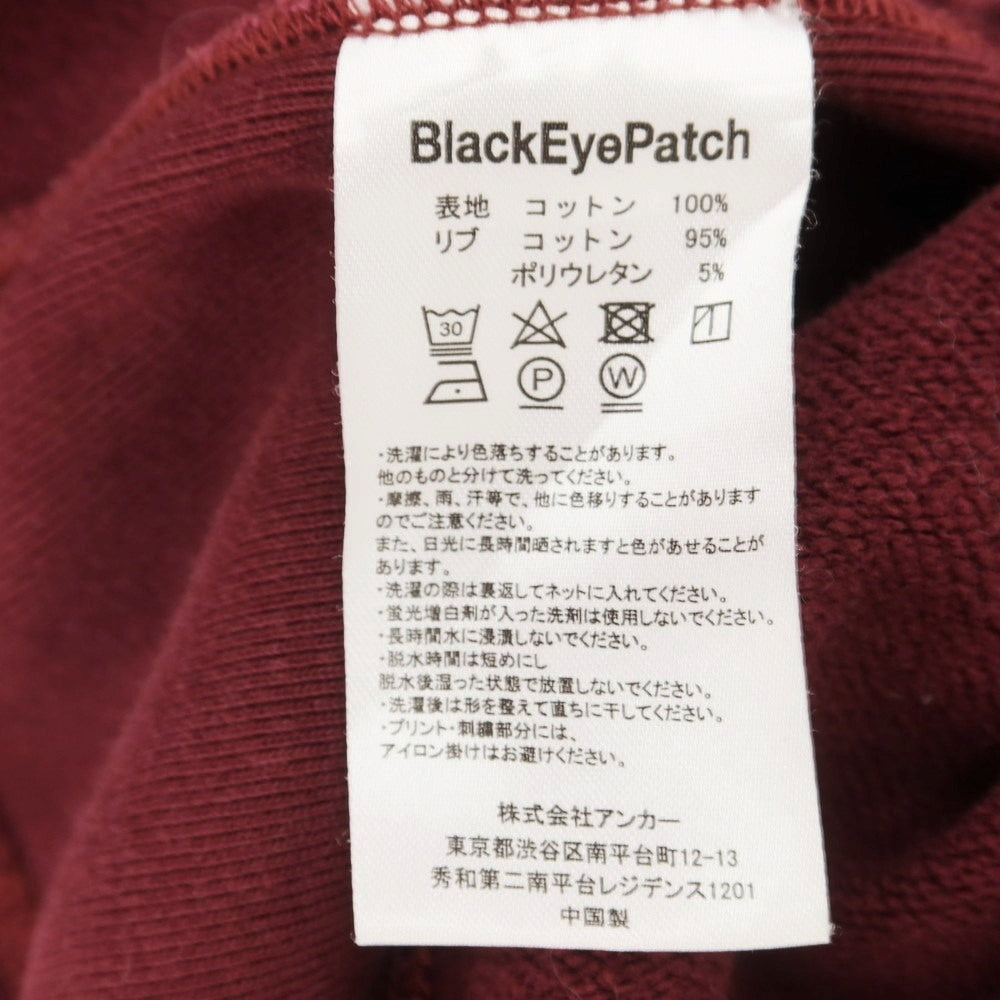 BlackEyePatch
表地 コットン 100%
リブ コットン 95%
ポリウレタン 5%
30
P W
・洗濯により色落ちすることがあります。
他のものと分けて洗ってください。
・摩擦、雨、汗等で、他に色移りすることがあります
のでご注意ください。
また、日光に長時間晒されますと色があせることが
あります。
・洗濯の際は裏返してネットに入れてください。
・蛍光増白剤が入った洗剤は使用しないでください。
・長時間水に浸漬しないでください。
・脱水時間は短めにし
脱水後湿った状態で放置しないでください。
・洗濯後は形を整えて直ちに干してください。
・プリント・刺繍部分には、
アイロン掛けはお避けください。
株式会社アンカー
東京都渋谷区南平台町12-13
秀和第二南平台レジデンス1201
中国製